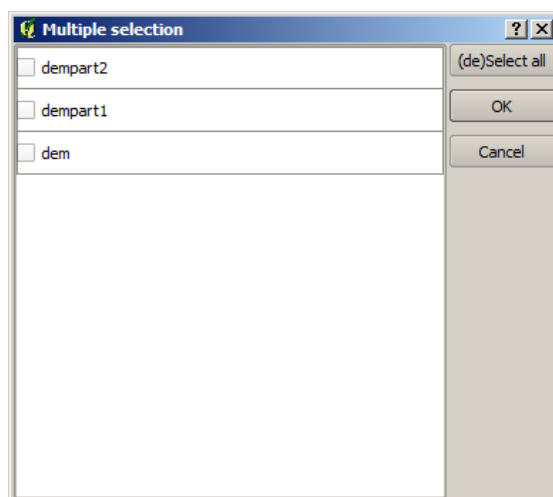 Multiple selection
dempart2
dempart1
dem
(de)Select all
OK
Cancel